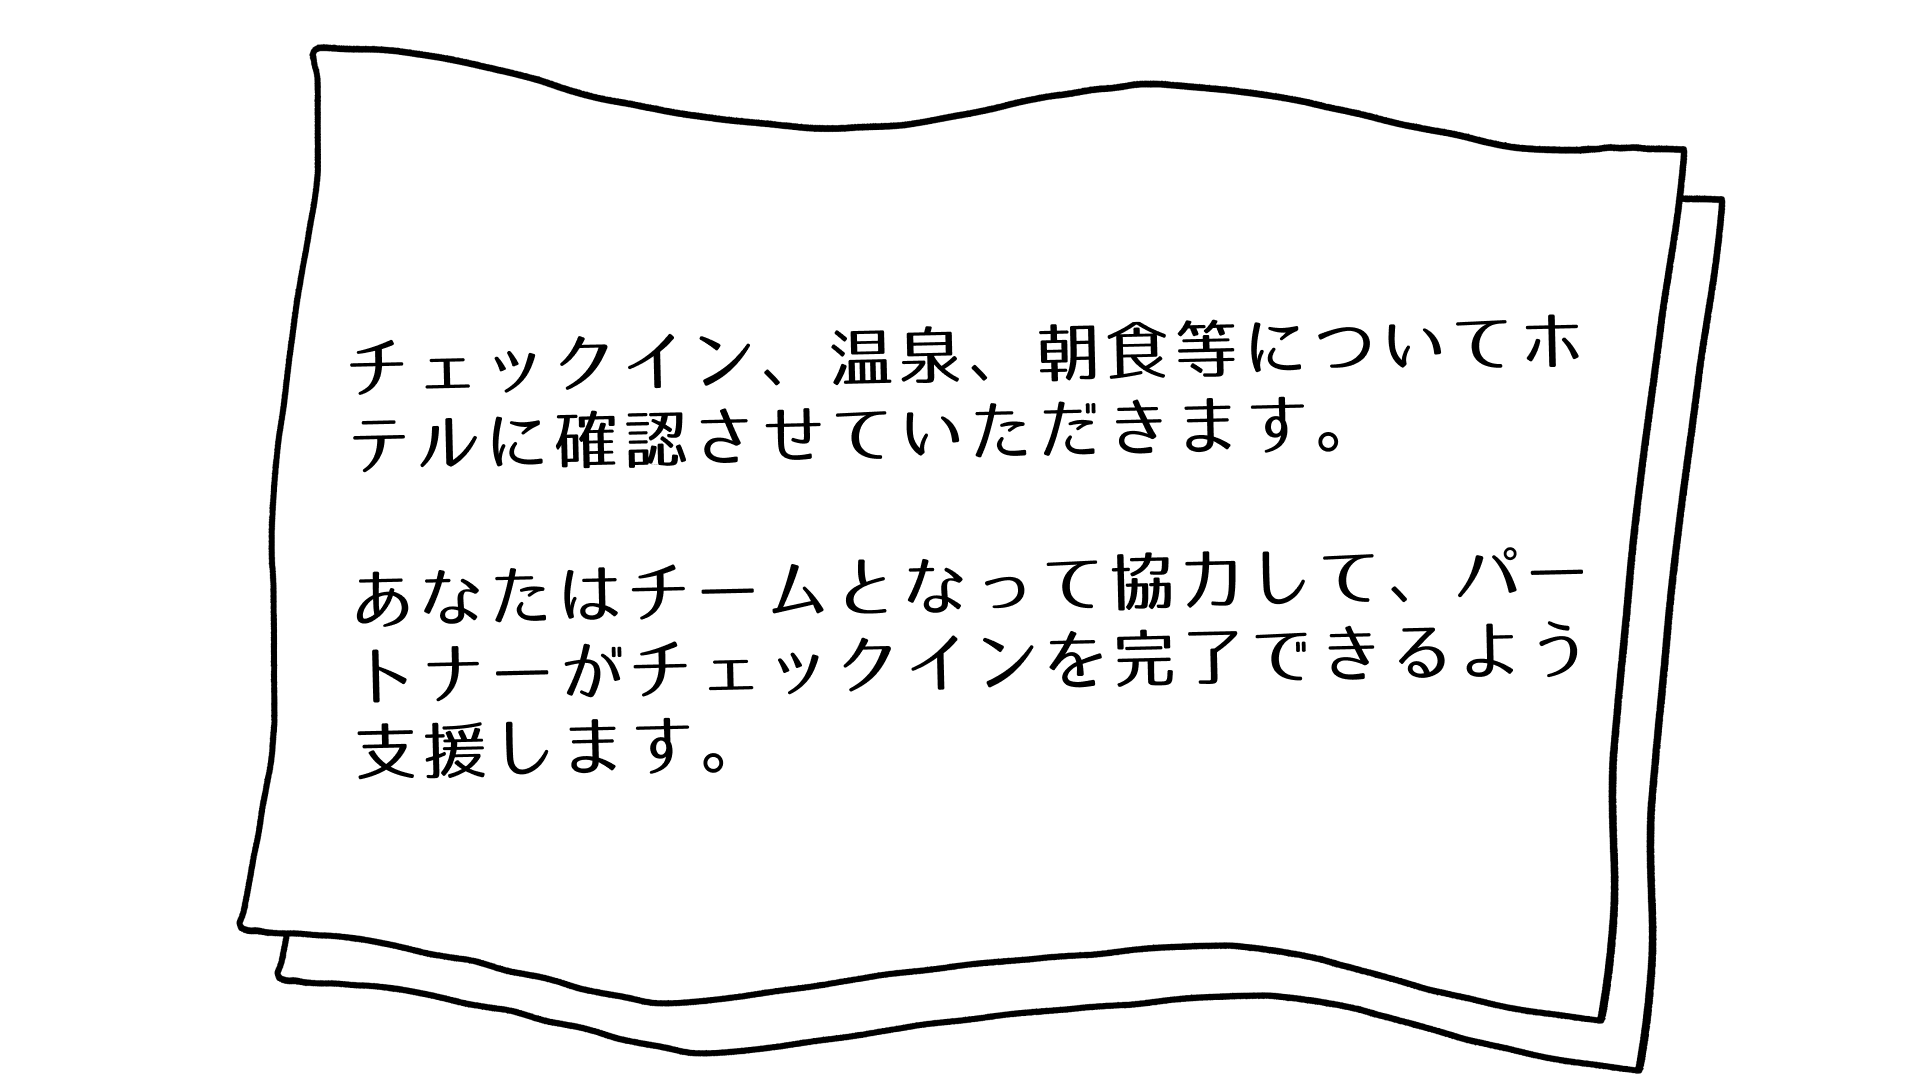 チェックイン、温泉、朝食等についてホ
テルに確認させていただきます。
あなたはチームとなって協力して、パー
トナーがチェックインを完了できるよう
支援します。